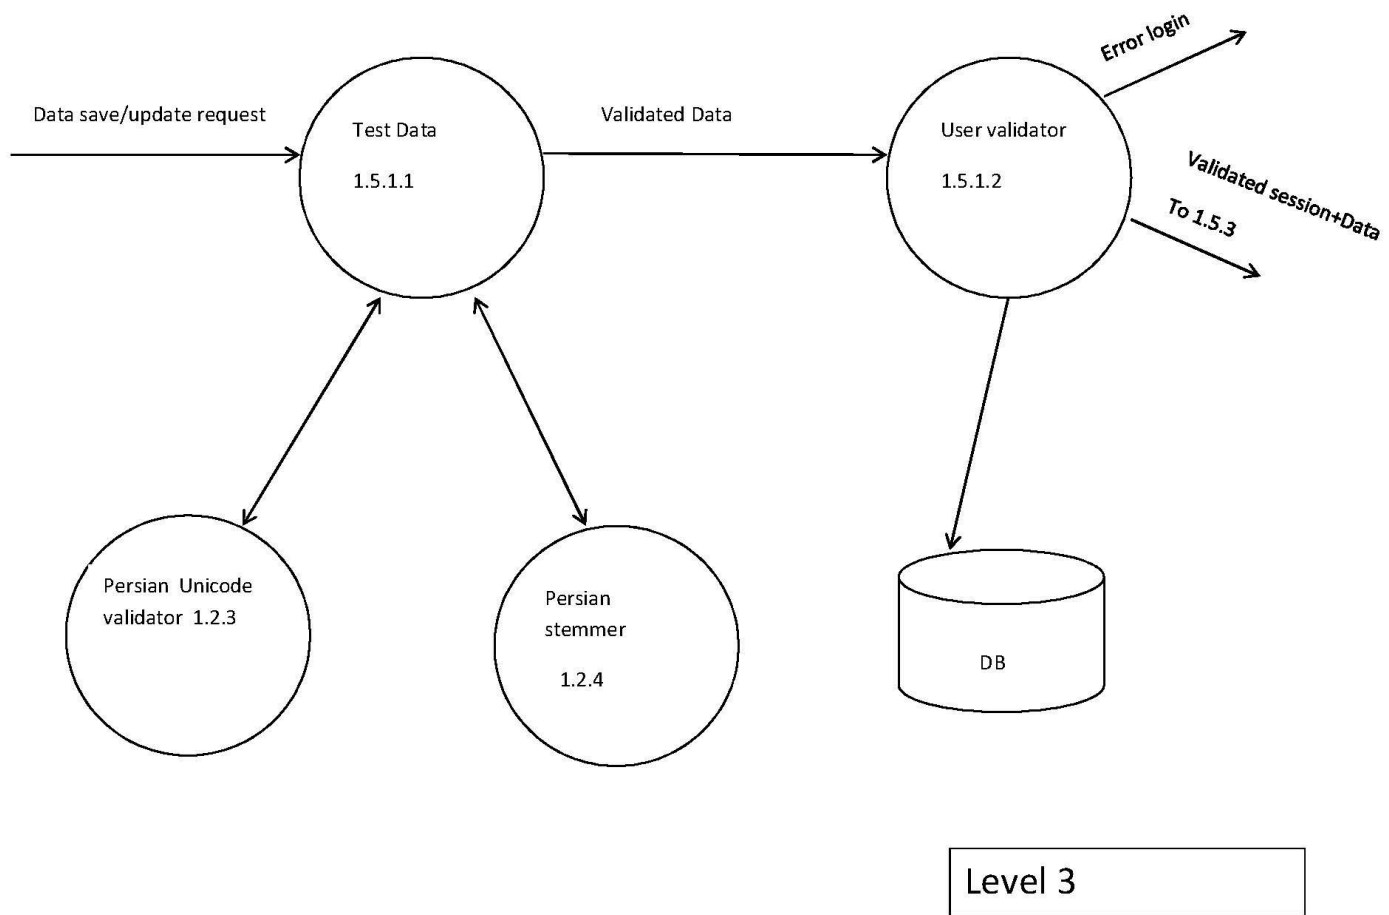 Error login
Data save/update request
Validated Data
Test Data
1.5.1.1
User validator
1.5.1.2
Validated session+Data
To 1.5.3
Persian Unicode
validator 1.2.3
Persian
stemmer
1.2.4
DB
Level 3